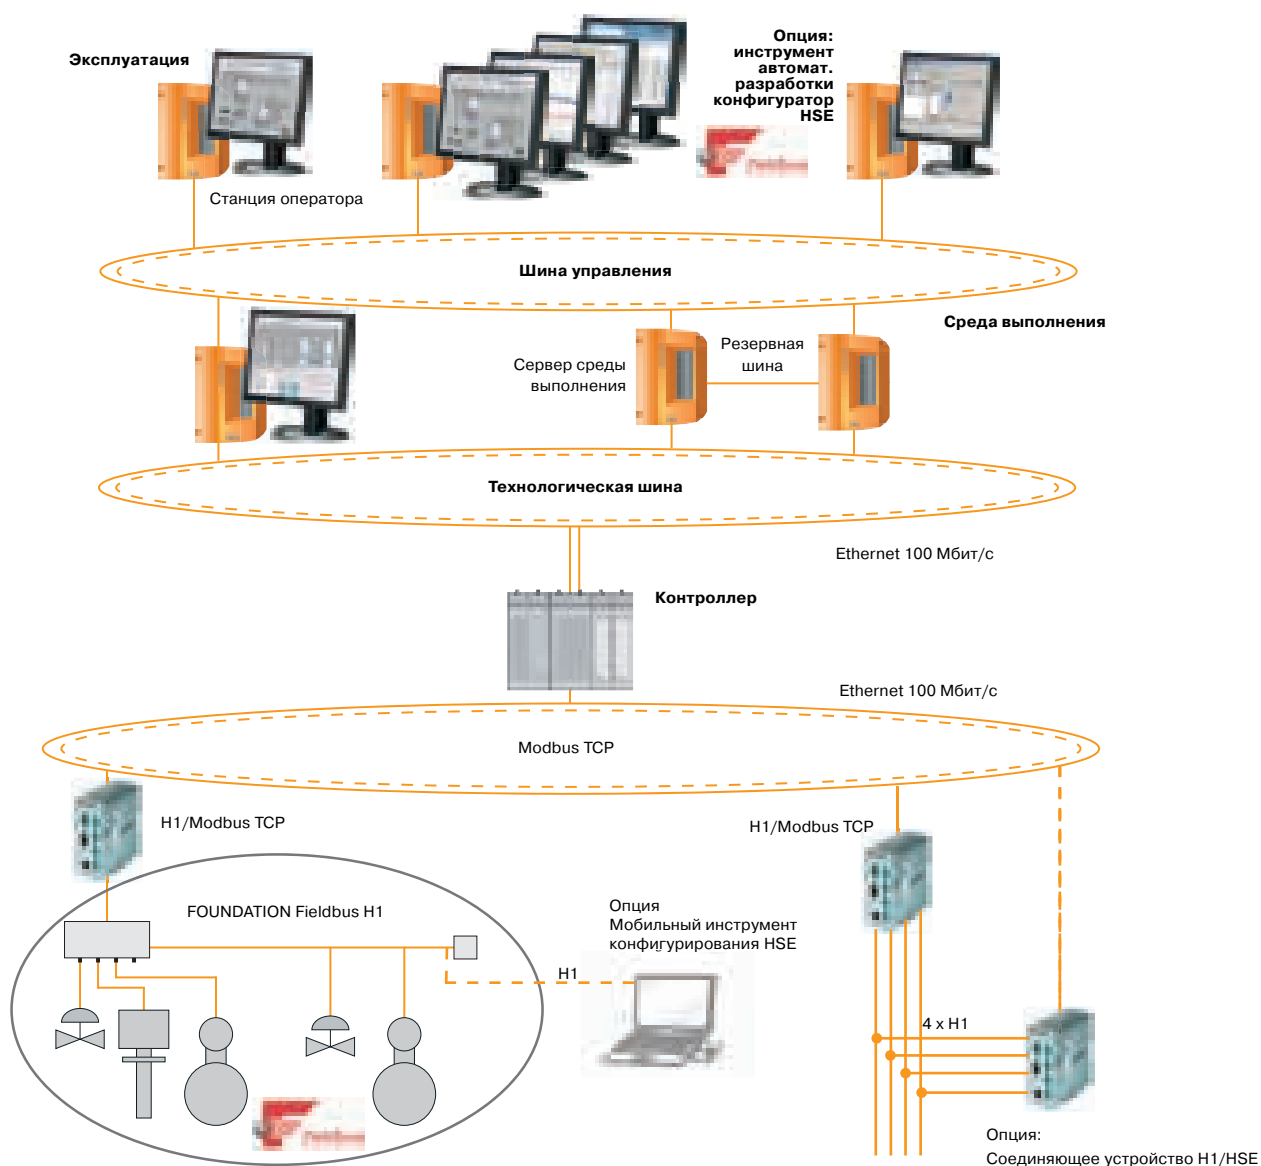 Эксплуатация
Опция:
инструмент
автомат.
разработки
конфигуратор
HSE
Станция оператора
Шина управления
Среда выполнения
Сервер среды
выполнения
Резервная
шина
Технологическая шина
Ethernet 100 Мбит/с
Контроллер
Ethernet 100 Мбит/с
Modbus TCP
H1/Modbus TCP
H1/Modbus TCP
FOUNDATION Fieldbus H1
Опция
Мобильный инструмент
конфигурирования HSE
H1
4 x H1
Опция:
Соединяющее устройство H1/HSE